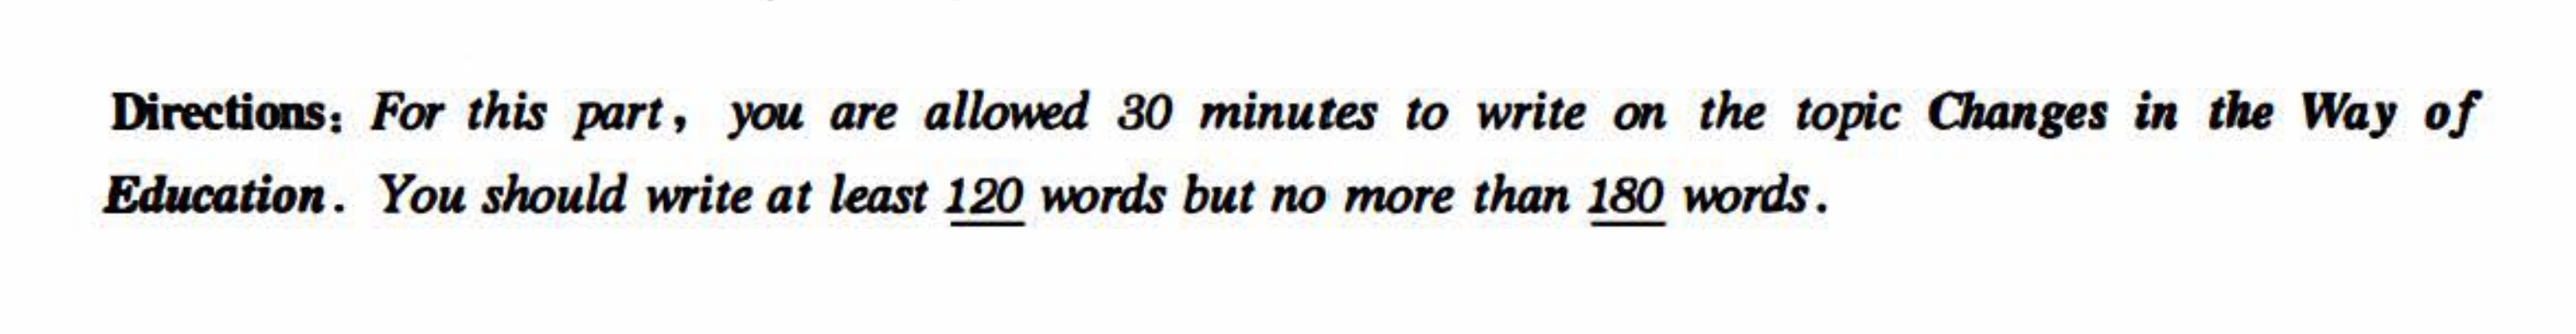 Directions: For this part, you are allowed 30 minutes to write on the topic Changes in the Way of
Education. You should write at least 120 words but no more than 180 words.